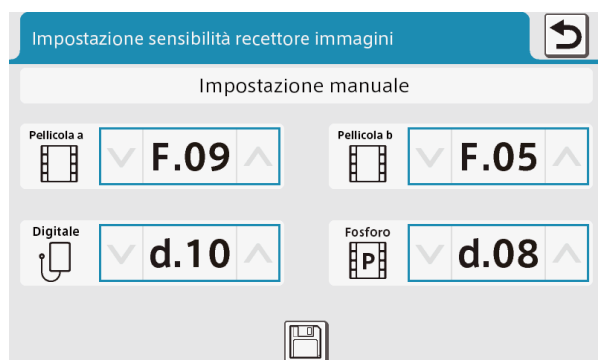 Impostazione sensibilità recettore immagini
Impostazione manuale
Pellicola a
F.09
Pellicola b
F.05
Digitale
d.10
Fosforo
P
d.08